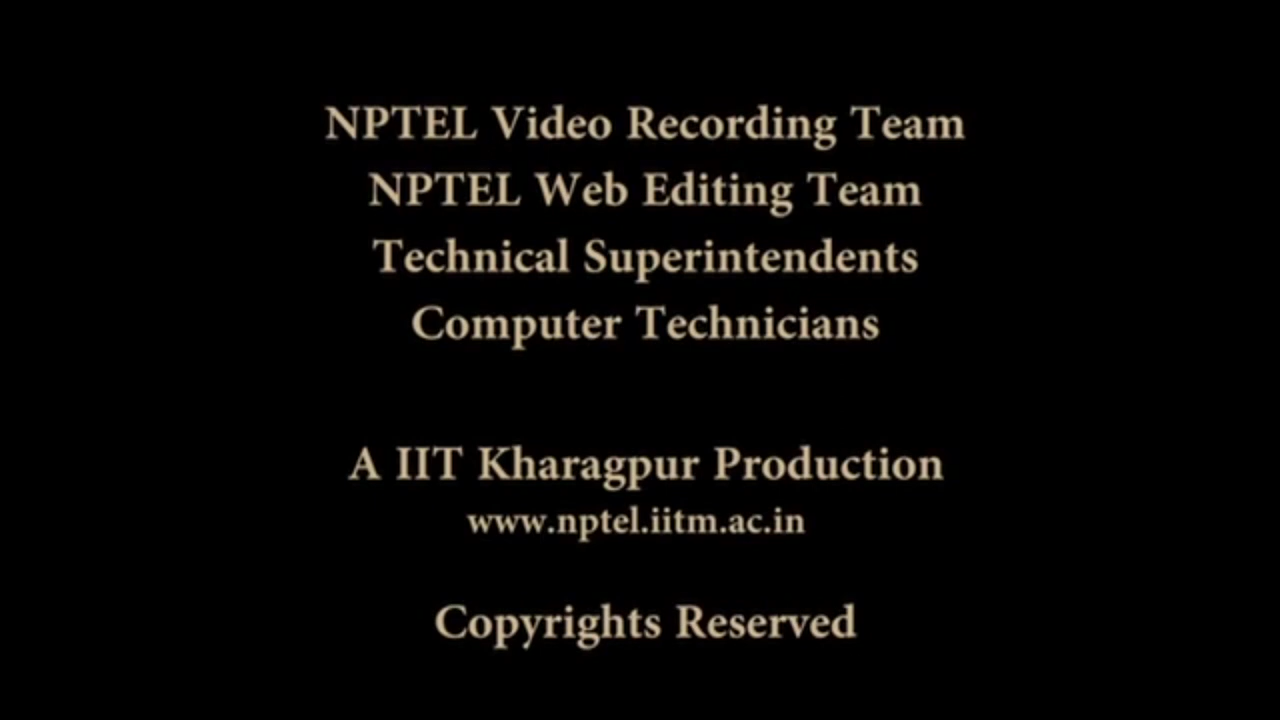 NPTEL Video Recording Team
NPTEL Web Editing Team
Technical Superintendents
Computer Technicians
A IIT Kharagpur Production
www.nptel.iitm.ac.in
Copyrights Reserved